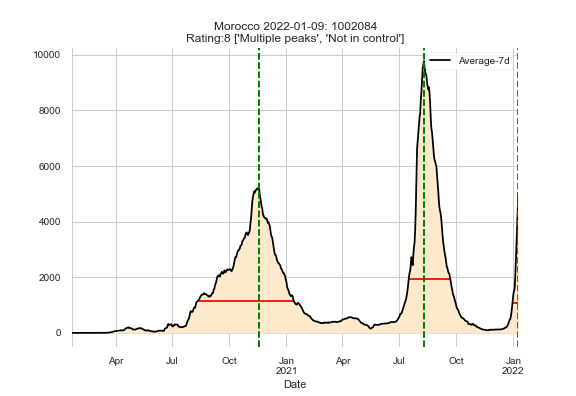 Morocco 2022-01-09: 1002084
Rating:8 ['Multiple peaks', 'Not in control']
Average-7d
10000
8000
6000
4000
2000
0
Apr Jul Oct Jan Apr Jul Oct Jan
2021 2022
Date